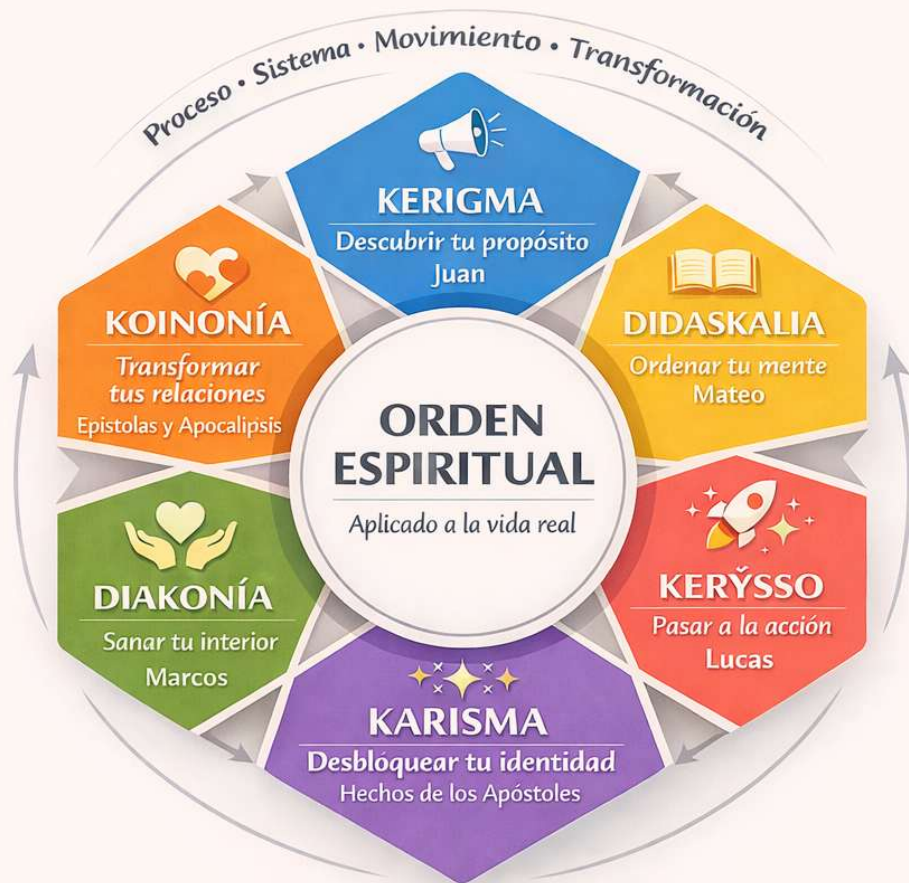 Proceso • Sistema • Movimiento • Transformación
KERIGMA
Descubrir tu propósito
Juan
DIDASKALIA
Ordenar tu mente
Mateo
KERY̌SSO
Pasar a la acción
Lucas
KARISMA
Desblóquear tu identidad
Hechos de los Apóstoles
DIAKONÍA
Sanar tu interior
Marcos
KOINONÍA
Transformar
tus relaciones
Epistolas y Apocalipsis
ORDEN
ESPIRITUAL
Aplicado a la vida real